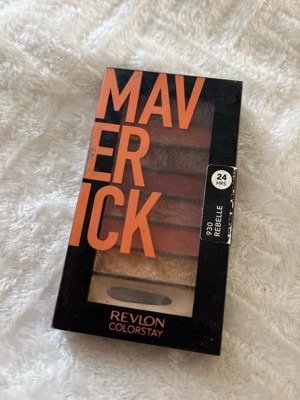 MAV
ER
ICK
24
HRS
930
REBELLE
REVLON
COLORSTAY